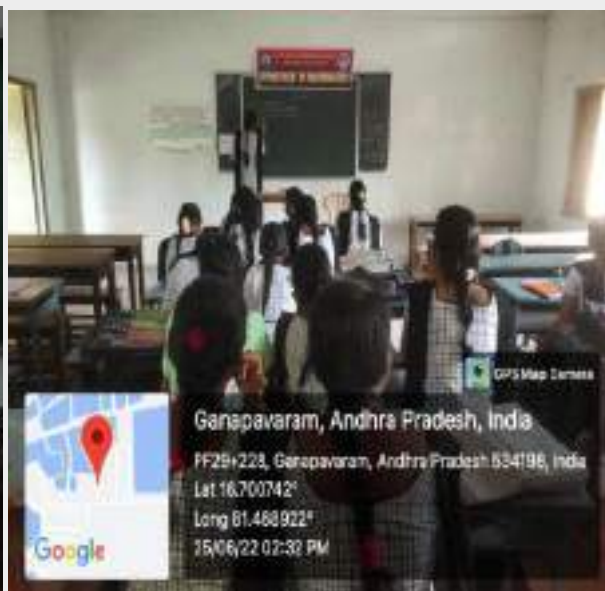 GPS Map Camera
Ganapavaram, Andhra Pradesh, India
PF29+228, Ganapavaram, Andhra Pradesh 534198, India
Lat 16.700742°
Long 81.468922°
25/06/22 02:32 PM
Google